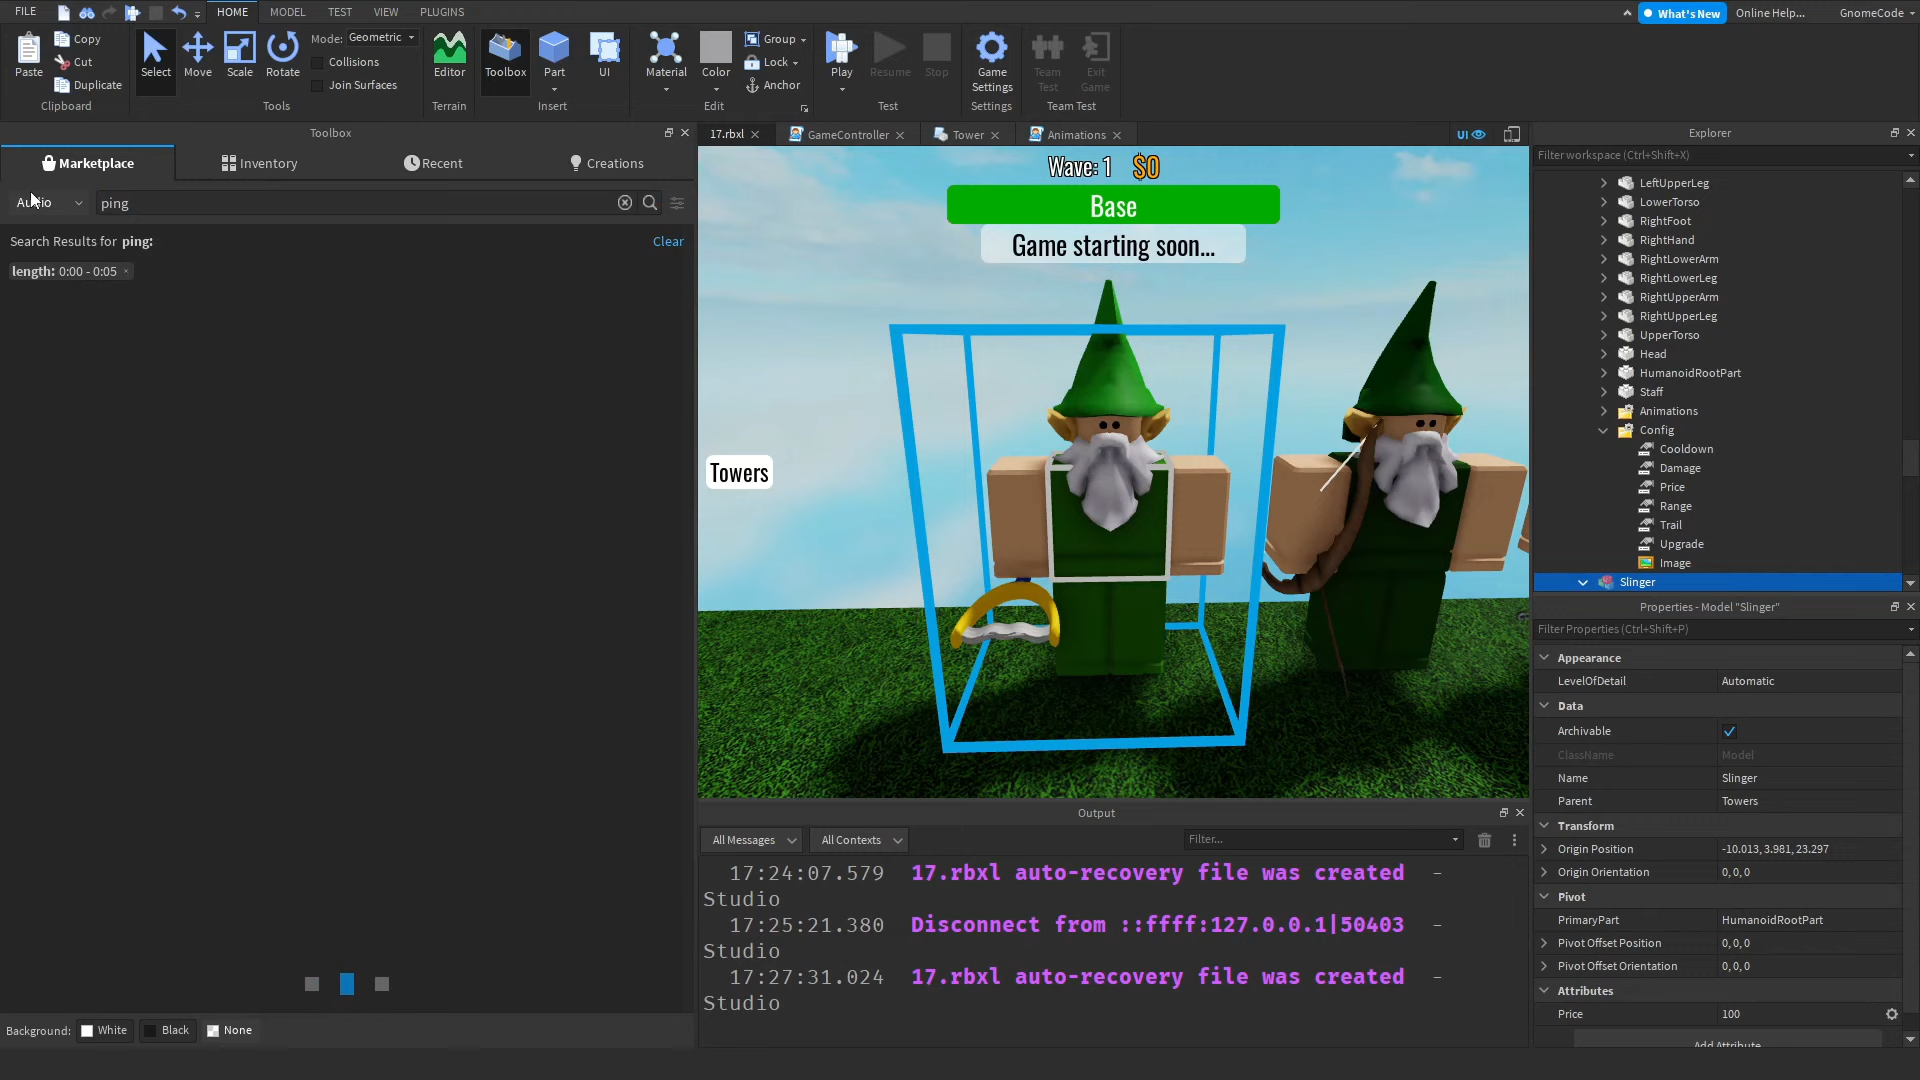 FILE HOME MODEL TEST VIEW PLUGINS What's New Online Help... GnomeCode
Paste Copy Cut Duplicate Clipboard
Select Move Scale Rotate Mode: Geometric Collisions Join Surfaces Tools
Editor Terrain
Toolbox Part UI Insert
Material Color Group Lock Anchor Edit
Play Resume Stop Test
Game Settings Settings
Team Test Exit Game Team Test
Toolbox
Marketplace Inventory Recent Creations
ping
Search Results for ping: Clear
length: 0:00 - 0:05
Background: White Black None
17.rbxl GameController Tower Animations UI
Wave: 1 $0
Base
Game starting soon...
Towers
Output
All Messages All Contexts Filter...
17:24:07.579 17.rbxl auto-recovery file was created -
Studio
17:25:21.380 Disconnect from ::ffff:127.0.0.1|50403 -
Studio
17:27:31.024 17.rbxl auto-recovery file was created -
Studio
Explorer
Filter workspace (Ctrl+Shift+X)
LeftUpperLeg
LowerTorso
RightFoot
RightHand
RightLowerArm
RightLowerLeg
RightUpperArm
RightUpperLeg
UpperTorso
Head
HumanoidRootPart
Staff
Animations
Config
Cooldown
Damage
Price
Range
Trail
Upgrade
Image
Slinger
Properties - Model "Slinger"
Filter Properties (Ctrl+Shift+P)
Appearance
LevelOfDetail Automatic
Data
Archivable
ClassName Model
Name Slinger
Parent Towers
Transform
Origin Position -10.013, 3.981, 23.297
Origin Orientation 0, 0, 0
Pivot
PrimaryPart HumanoidRootPart
Pivot Offset Position 0, 0, 0
Pivot Offset Orientation 0, 0, 0
Attributes
Price 100
Add Attribute